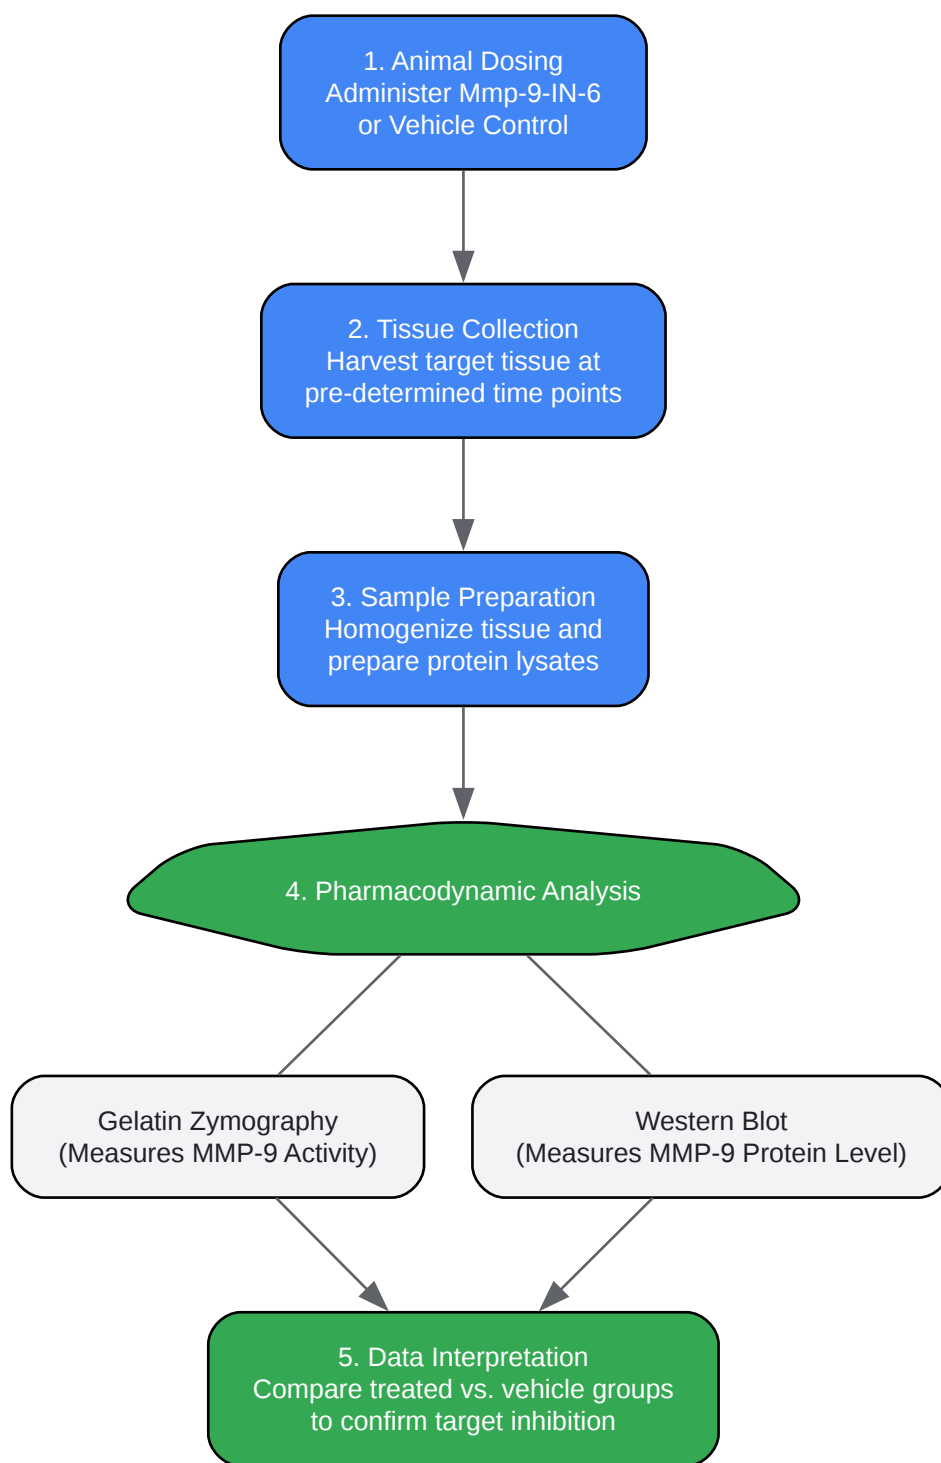 1. Animal Dosing
Administer Mmp-9-IN-6
or Vehicle Control
2. Tissue Collection
Harvest target tissue at
pre-determined time points
3. Sample Preparation
Homogenize tissue and
prepare protein lysates
4. Pharmacodynamic Analysis
Gelatin Zymography
(Measures MMP-9 Activity)
Western Blot
(Measures MMP-9 Protein Level)
5. Data Interpretation
Compare treated vs. vehicle groups
to confirm target inhibition